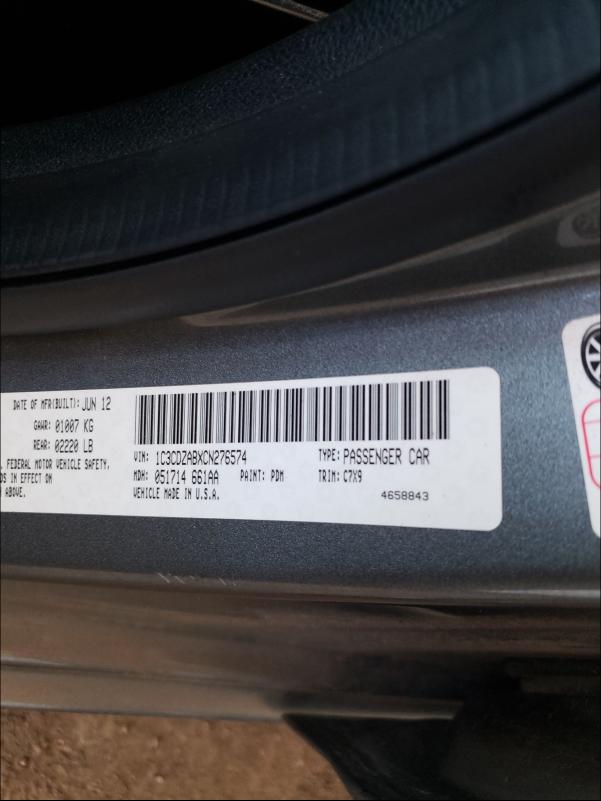 DATE OF MFR(BUILT): JUN 12
GAWR: 01007 KG
REAR: 02220 LB
FEDERAL MOTOR VEHICLE SAFETY,
DS IN EFFECT ON
ABOVE.
VIN: 1C3CDZABXCN276574
TYPE: PASSENGER CAR
MDH: 051714 661AA
PAINT: PDM
TRIM: C7X9
VEHICLE MADE IN U.S.A.
4658843